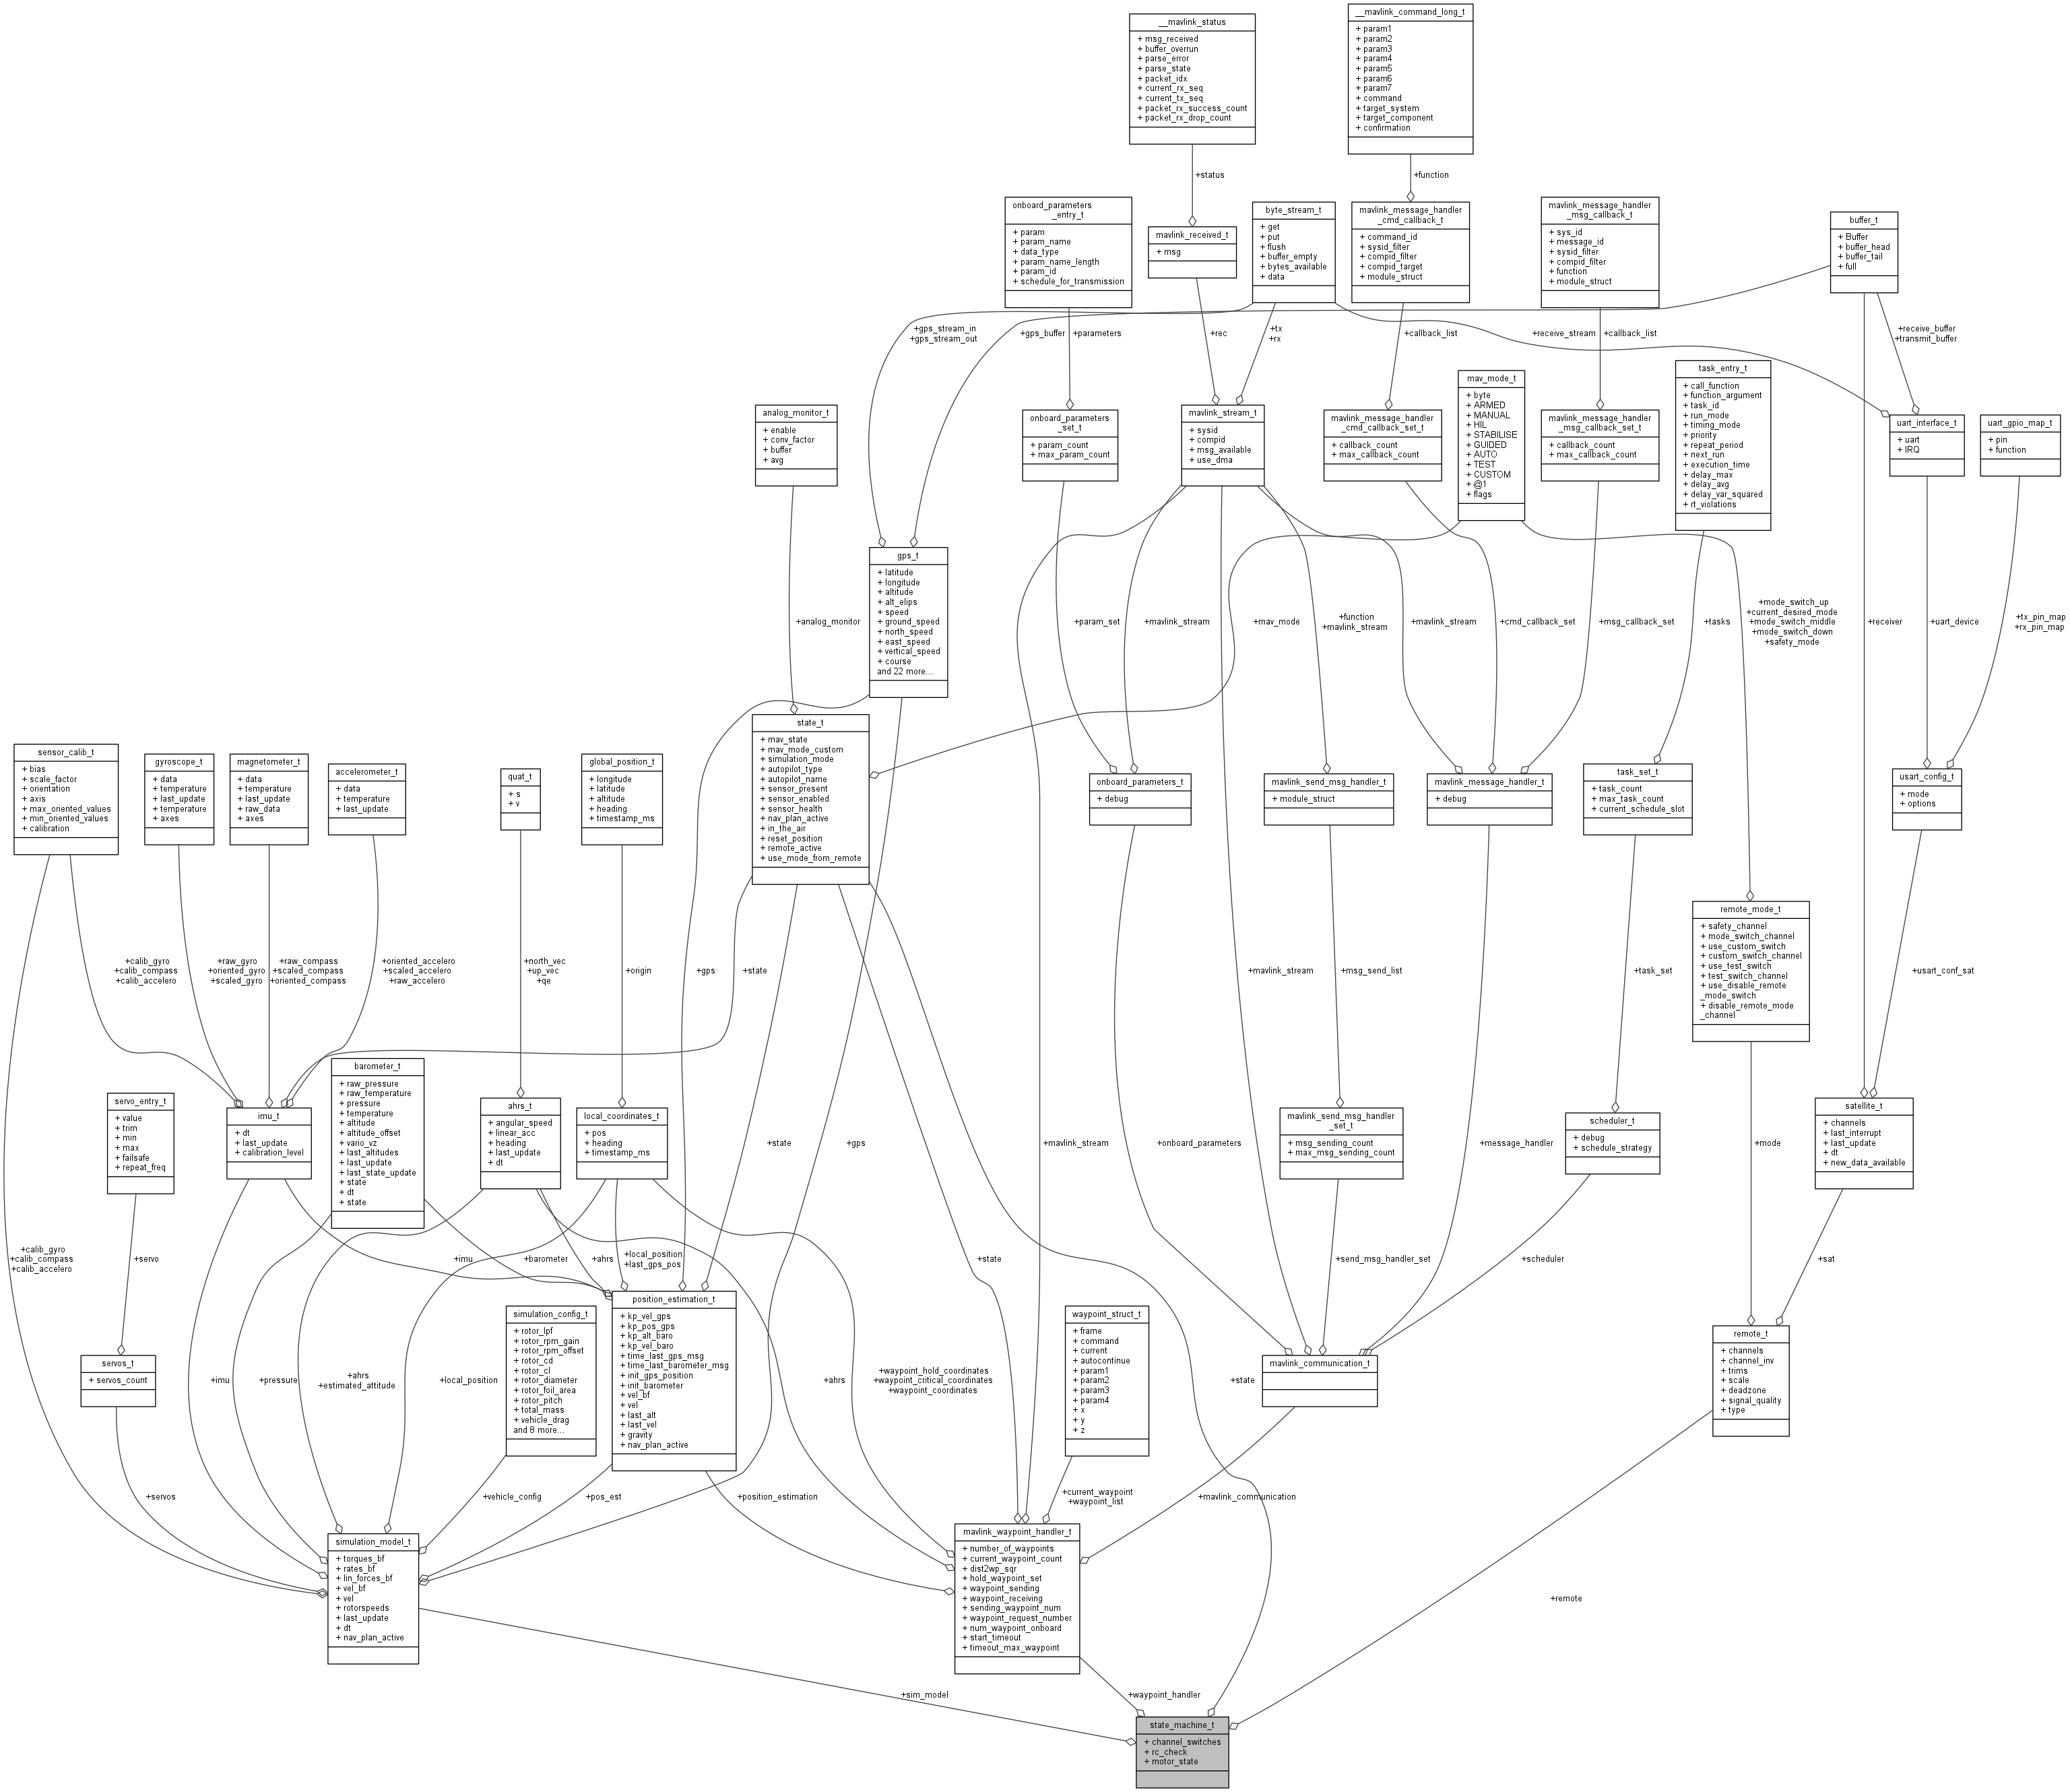 __mavlink_status
+ msg_received
+ buffer_overrun
+ parse_error
+ parse_state
+ packet_idx
+ current_rx_seq
+ current_tx_seq
+ packet_rx_success_count
+ packet_rx_drop_count
__mavlink_command_long_t
+ param1
+ param2
+ param3
+ param4
+ param5
+ param6
+ param7
+ command
+ target_system
+ target_component
+ confirmation
+status
+function
onboard_parameters
_entry_t
+ param
+ param_name
+ data_type
+ param_name_length
+ param_id
+ schedule_for_transmission
mavlink_received_t
+ msg
byte_stream_t
+ get
+ put
+ flush
+ buffer_empty
+ bytes_available
+ data
mavlink_message_handler
_cmd_callback_t
+ command_id
+ sysid_filter
+ compid_filter
+ compid_target
+ module_struct
mavlink_message_handler
_msg_callback_t
+ sys_id
+ message_id
+ sysid_filter
+ compid_filter
+ function
+ module_struct
buffer_t
+ Buffer
+ buffer_head
+ buffer_tail
+ full
+gps_stream_in
+gps_stream_out
+gps_buffer
+parameters
+rec
+tx
+rx
+callback_list
+receive_stream
+callback_list
+receive_buffer
+transmit_buffer
analog_monitor_t
+ enable
+ conv_factor
+ buffer
+ avg
onboard_parameters
_set_t
+ param_count
+ max_param_count
mavlink_stream_t
+ sysid
+ compid
+ msg_available
+ use_dma
mavlink_message_handler
_cmd_callback_set_t
+ callback_count
+ max_callback_count
mav_mode_t
+ byte
+ ARMED
+ MANUAL
+ HIL
+ STABILISE
+ GUIDED
+ AUTO
+ TEST
+ CUSTOM
+ @1
+ flags
mavlink_message_handler
_msg_callback_set_t
+ callback_count
+ max_callback_count
task_entry_t
+ call_function
+ function_argument
+ task_id
+ run_mode
+ timing_mode
+ priority
+ repeat_period
+ next_run
+ execution_time
+ delay_max
+ delay_avg
+ delay_var_squared
+ rt_violations
uart_interface_t
+ uart
+ IRQ
uart_gpio_map_t
+ pin
+ function
gps_t
+ latitude
+ longitude
+ altitude
+ alt_elips
+ speed
+ ground_speed
+ north_speed
+ east_speed
+ vertical_speed
+ course
and 22 more...
+analog_monitor
+param_set
+mavlink_stream
+mav_mode
+function
+mavlink_stream
+mavlink_stream
+cmd_callback_set
+msg_callback_set
+tasks
+mode_switch_up
+current_desired_mode
+mode_switch_middle
+mode_switch_down
+safety_mode
+receiver
+uart_device
+tx_pin_map
+rx_pin_map
sensor_calib_t
+ bias
+ scale_factor
+ orientation
+ axis
+ max_oriented_values
+ min_oriented_values
+ calibration
gyroscope_t
+ data
+ temperature
+ last_update
+ temperature
+ axes
magnetometer_t
+ data
+ temperature
+ last_update
+ raw_data
+ axes
accelerometer_t
+ data
+ temperature
+ last_update
quat_t
+ s
+ v
global_position_t
+ longitude
+ latitude
+ altitude
+ heading
+ timestamp_ms
state_t
+ mav_state
+ mav_mode_custom
+ simulation_mode
+ autopilot_type
+ autopilot_name
+ sensor_present
+ sensor_enabled
+ sensor_health
+ nav_plan_active
+ in_the_air
+ reset_position
+ remote_active
+ use_mode_from_remote
onboard_parameters_t
+ debug
mavlink_send_msg_handler_t
+ module_struct
mavlink_message_handler_t
+ debug
task_set_t
+ task_count
+ max_task_count
+ current_schedule_slot
usart_config_t
+ mode
+ options
remote_mode_t
+ safety_channel
+ mode_switch_channel
+ use_custom_switch
+ custom_switch_channel
+ use_test_switch
+ test_switch_channel
+ use_disable_remote
_mode_switch
+ disable_remote_mode
_channel
+calib_gyro
+calib_compass
+calib_accelero
+raw_gyro
+oriented_gyro
+scaled_gyro
+raw_compass
+scaled_compass
+oriented_compass
+oriented_accelero
+scaled_accelero
+raw_accelero
+north_vec
+up_vec
+qe
+origin
+gps
+state
+mavlink_stream
+msg_send_list
+task_set
+usart_conf_sat
servo_entry_t
+ value
+ trim
+ min
+ max
+ failsafe
+ repeat_freq
imu_t
+ dt
+ last_update
+ calibration_level
barometer_t
+ raw_pressure
+ raw_temperature
+ pressure
+ temperature
+ altitude
+ altitude_offset
+ vario_vz
+ last_altitudes
+ last_update
+ last_state_update
+ state
+ dt
+ state
ahrs_t
+ angular_speed
+ linear_acc
+ heading
+ last_update
+ dt
local_coordinates_t
+ pos
+ heading
+ timestamp_ms
+state
+gps
+mavlink_stream
+onboard_parameters
mavlink_send_msg_handler
_set_t
+ msg_sending_count
+ max_msg_sending_count
+message_handler
scheduler_t
+ debug
+ schedule_strategy
+mode
satellite_t
+ channels
+ last_interrupt
+ last_update
+ dt
+ new_data_available
+calib_gyro
+calib_compass
+calib_accelero
+servo
+imu
+barometer
+ahrs
+local_position
+last_gps_pos
+state
+send_msg_handler_set
+scheduler
+sat
servos_t
+ servos_count
+imu
+pressure
+ahrs
+estimated_attitude
+local_position
simulation_config_t
+ rotor_lpf
+ rotor_rpm_gain
+ rotor_rpm_offset
+ rotor_cd
+ rotor_cl
+ rotor_diameter
+ rotor_foil_area
+ rotor_pitch
+ total_mass
+ vehicle_drag
and 8 more...
position_estimation_t
+ kp_vel_gps
+ kp_pos_gps
+ kp_alt_baro
+ kp_vel_baro
+ time_last_gps_msg
+ time_last_barometer_msg
+ init_gps_position
+ init_barometer
+ vel_bf
+ vel
+ last_alt
+ last_vel
+ gravity
+ nav_plan_active
+ahrs
+waypoint_hold_coordinates
+waypoint_critical_coordinates
+waypoint_coordinates
waypoint_struct_t
+ frame
+ command
+ current
+ autocontinue
+ param1
+ param2
+ param3
+ param4
+ x
+ y
+ z
+state
mavlink_communication_t
remote_t
+ channels
+ channel_inv
+ trims
+ scale
+ deadzone
+ signal_quality
+ type
+servos
+vehicle_config
+pos_est
+position_estimation
+current_waypoint
+waypoint_list
+mavlink_communication
simulation_model_t
+ torques_bf
+ rates_bf
+ lin_forces_bf
+ vel_bf
+ vel
+ rotorspeeds
+ last_update
+ dt
+ nav_plan_active
mavlink_waypoint_handler_t
+ number_of_waypoints
+ current_waypoint_count
+ dist2wp_sqr
+ hold_waypoint_set
+ waypoint_sending
+ waypoint_receiving
+ sending_waypoint_num
+ waypoint_request_number
+ num_waypoint_onboard
+ start_timeout
+ timeout_max_waypoint
+remote
+sim_model
+waypoint_handler
state_machine_t
+ channel_switches
+ rc_check
+ motor_state